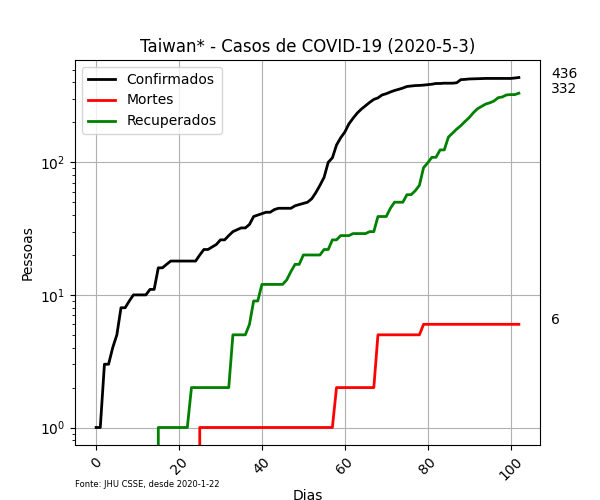 Taiwan* - Casos de COVID-19 (2020-5-3)
Confirmados
Mortes
Recuperados
436
332
6
10²
10¹
10⁰
Pessoas
0
20
40
60
80
100
Fonte: JHU CSSE, desde 2020-1-22
Dias